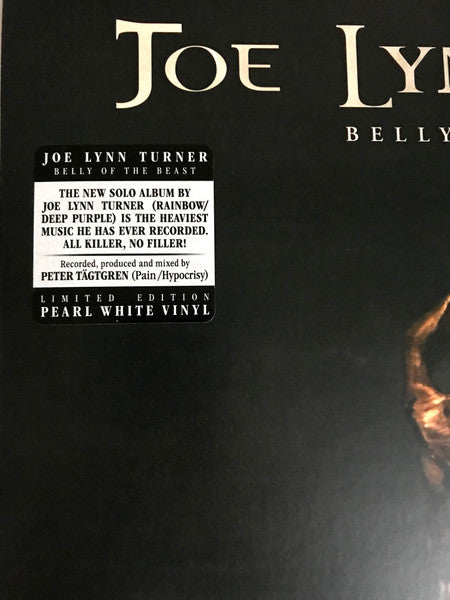 JOE LYN
BELLY
JOE LYNN TURNER
BELLY OF THE BEAST
THE NEW SOLO ALBUM BY
JOE LYNN TURNER (RAINBOW/
DEEP PURPLE) IS THE HEAVIEST
MUSIC HE HAS EVER RECORDED.
ALL KILLER, NO FILLER!
Recorded, produced and mixed by
PETER TÄGTGREN (Pain/Hypocrisy)
LIMITED EDITION
PEARL WHITE VINYL